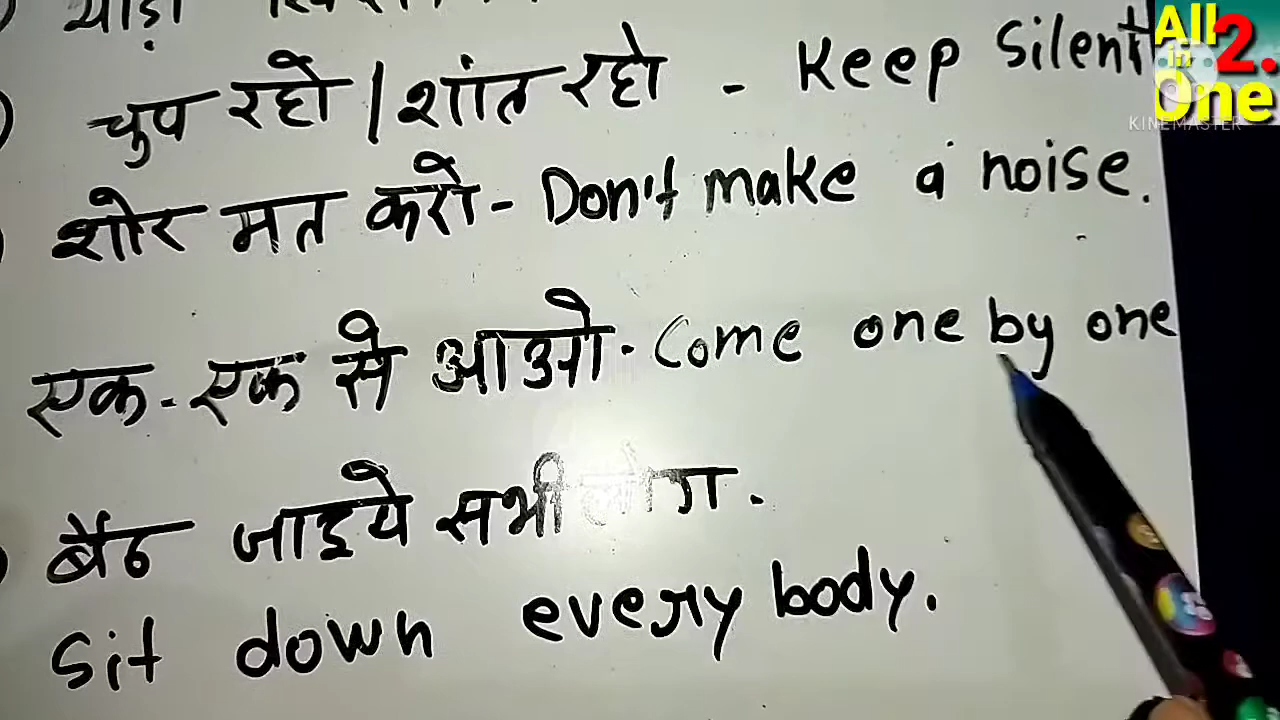 थोड़ा
चुप रहो / शांत रहो - Keep Silent
शोर मत करो - Don't make a noise.
एक - एक से आओ - Come one by one
बैठ जाइये सभी लोग.
Sit down every body.
All 2.
in
One
KINEMASTER